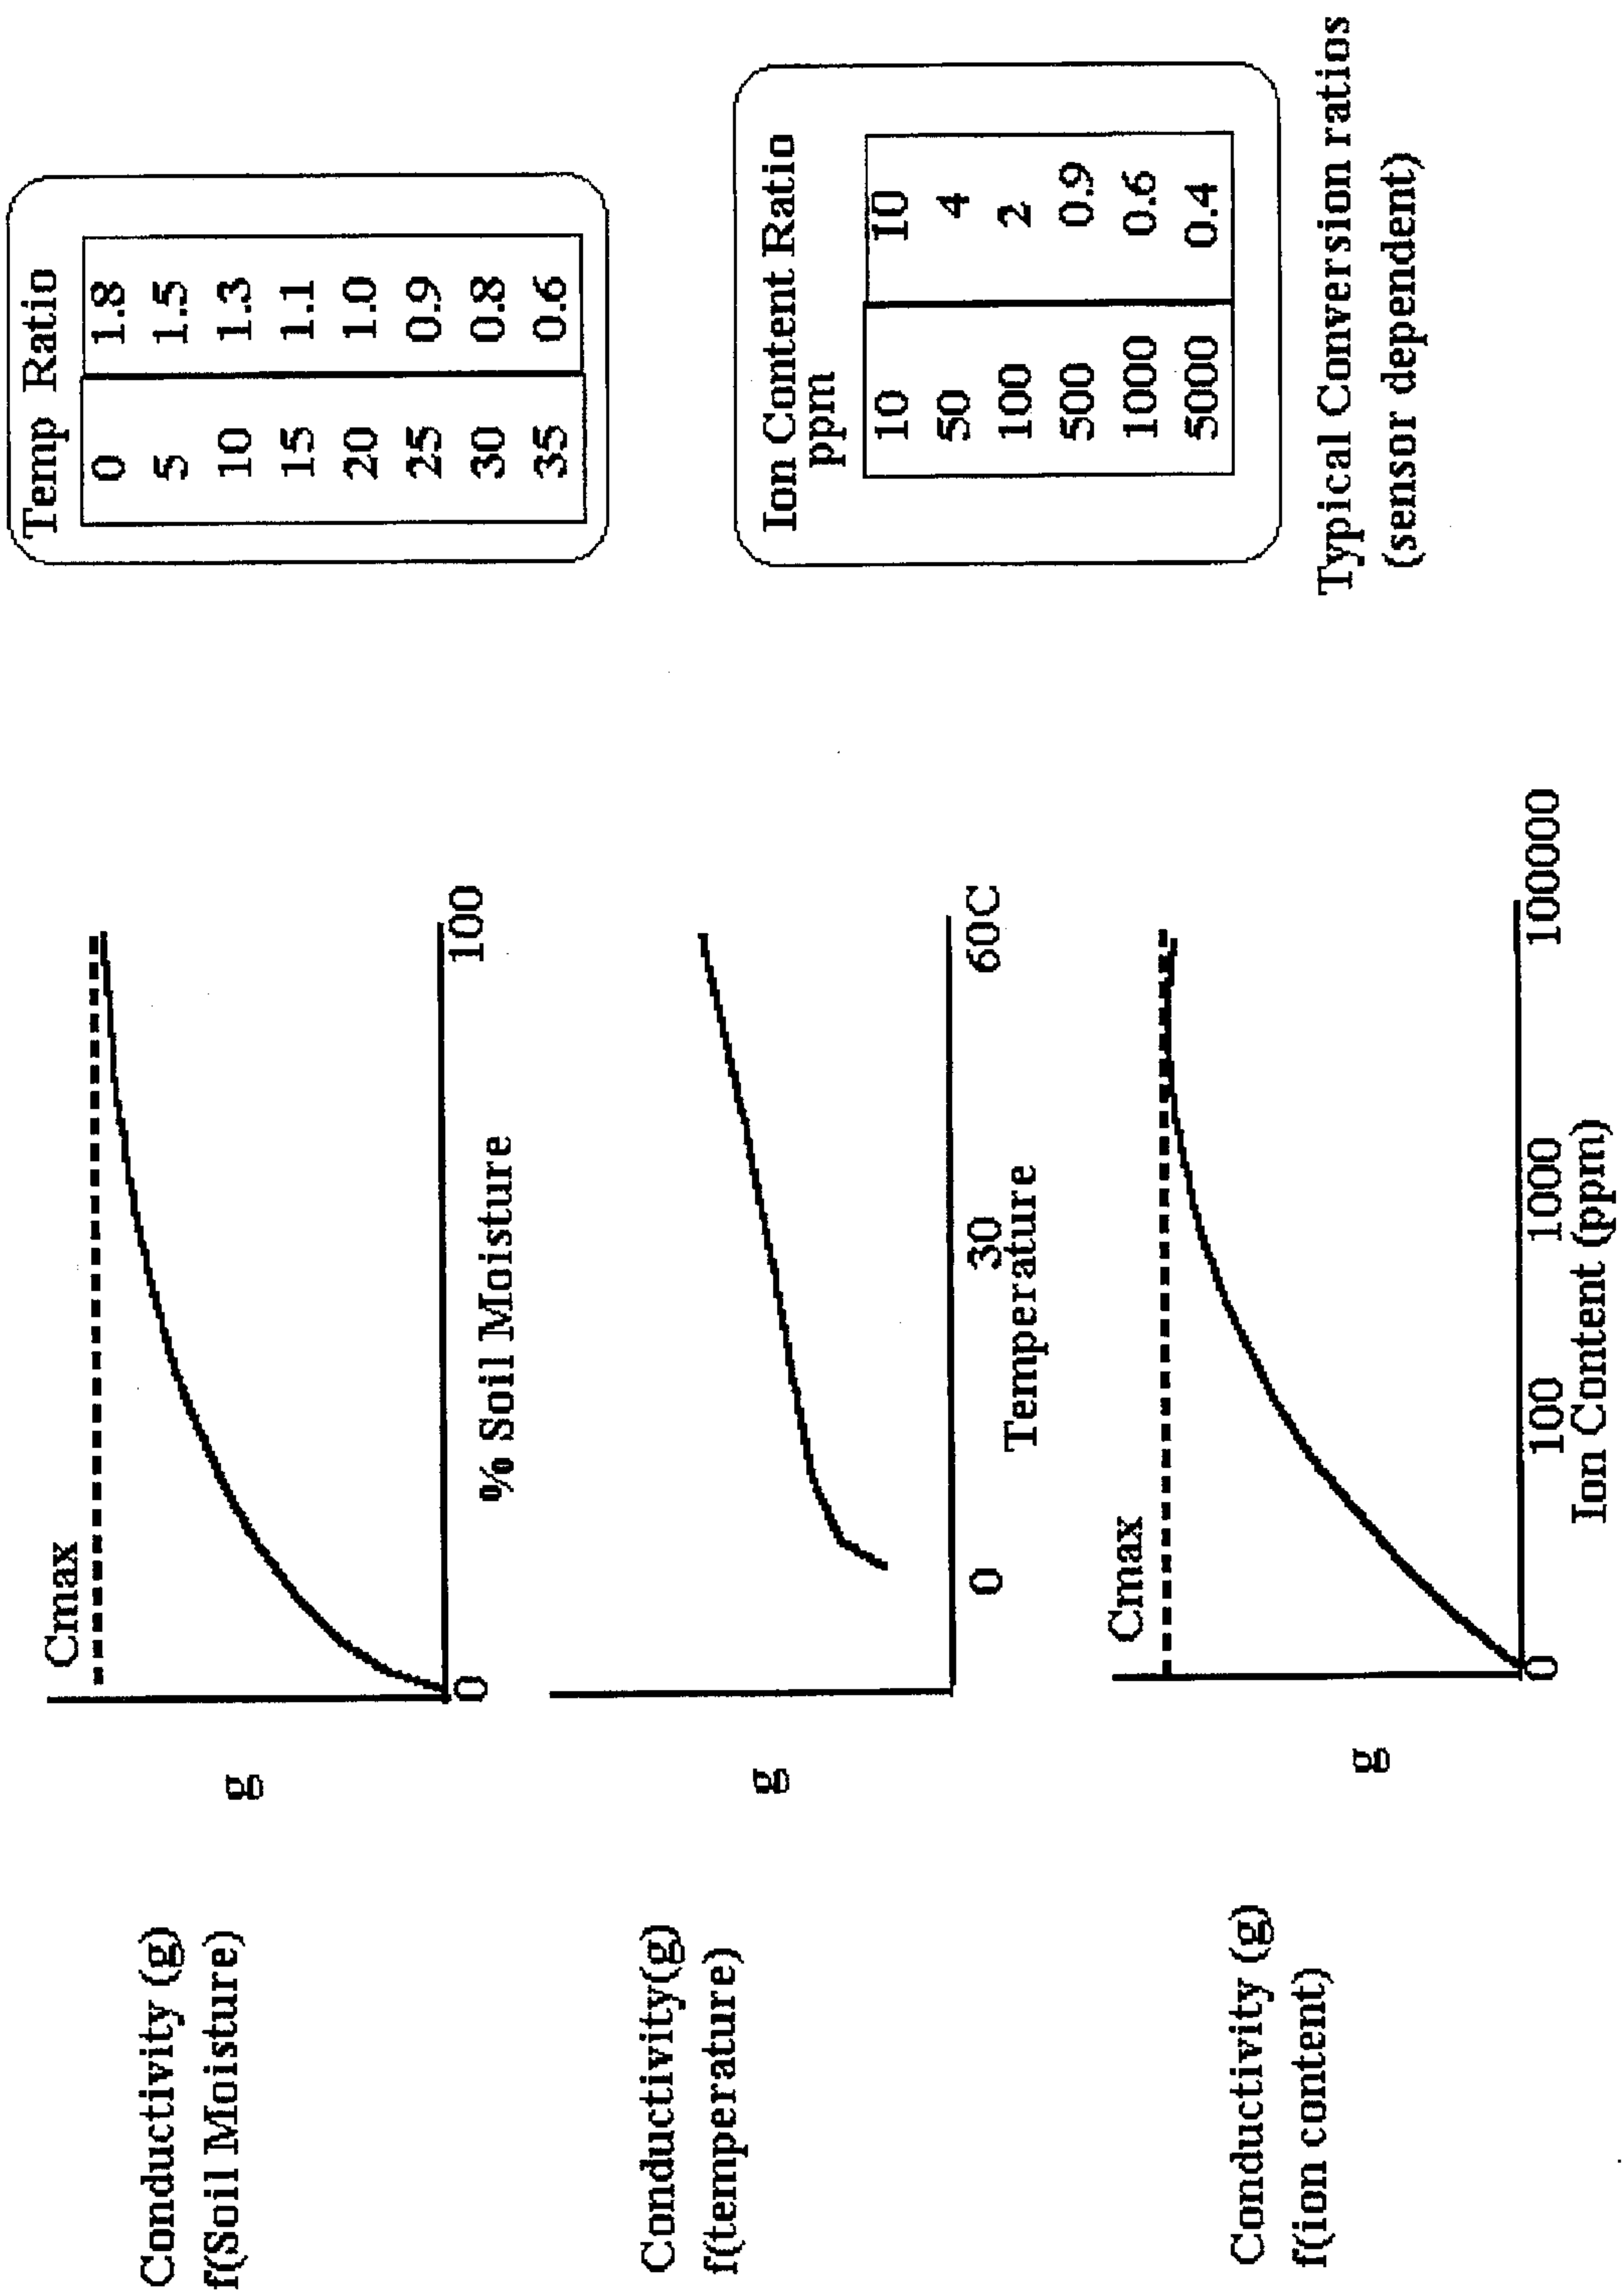 Conductivity (g)
f(Soil Moisture)
g
Cmax
0
100
% Soil Moisture
Temp Ratio
0 1.8
5 1.5
10 1.3
15 1.1
20 1.0
25 0.9
30 0.8
35 0.6
Conductivity(g)
f(temperature)
g
0
30
60C
Temperature
Ion Content Ratio
ppm
10 10
50 4
100 2
500 0.9
1000 0.6
5000 0.4
Typical Conversion ratios
(sensor dependent)
Conductivity (g)
f(ion content)
g
Cmax
0
100
1000
100000
Ion Content (ppm)